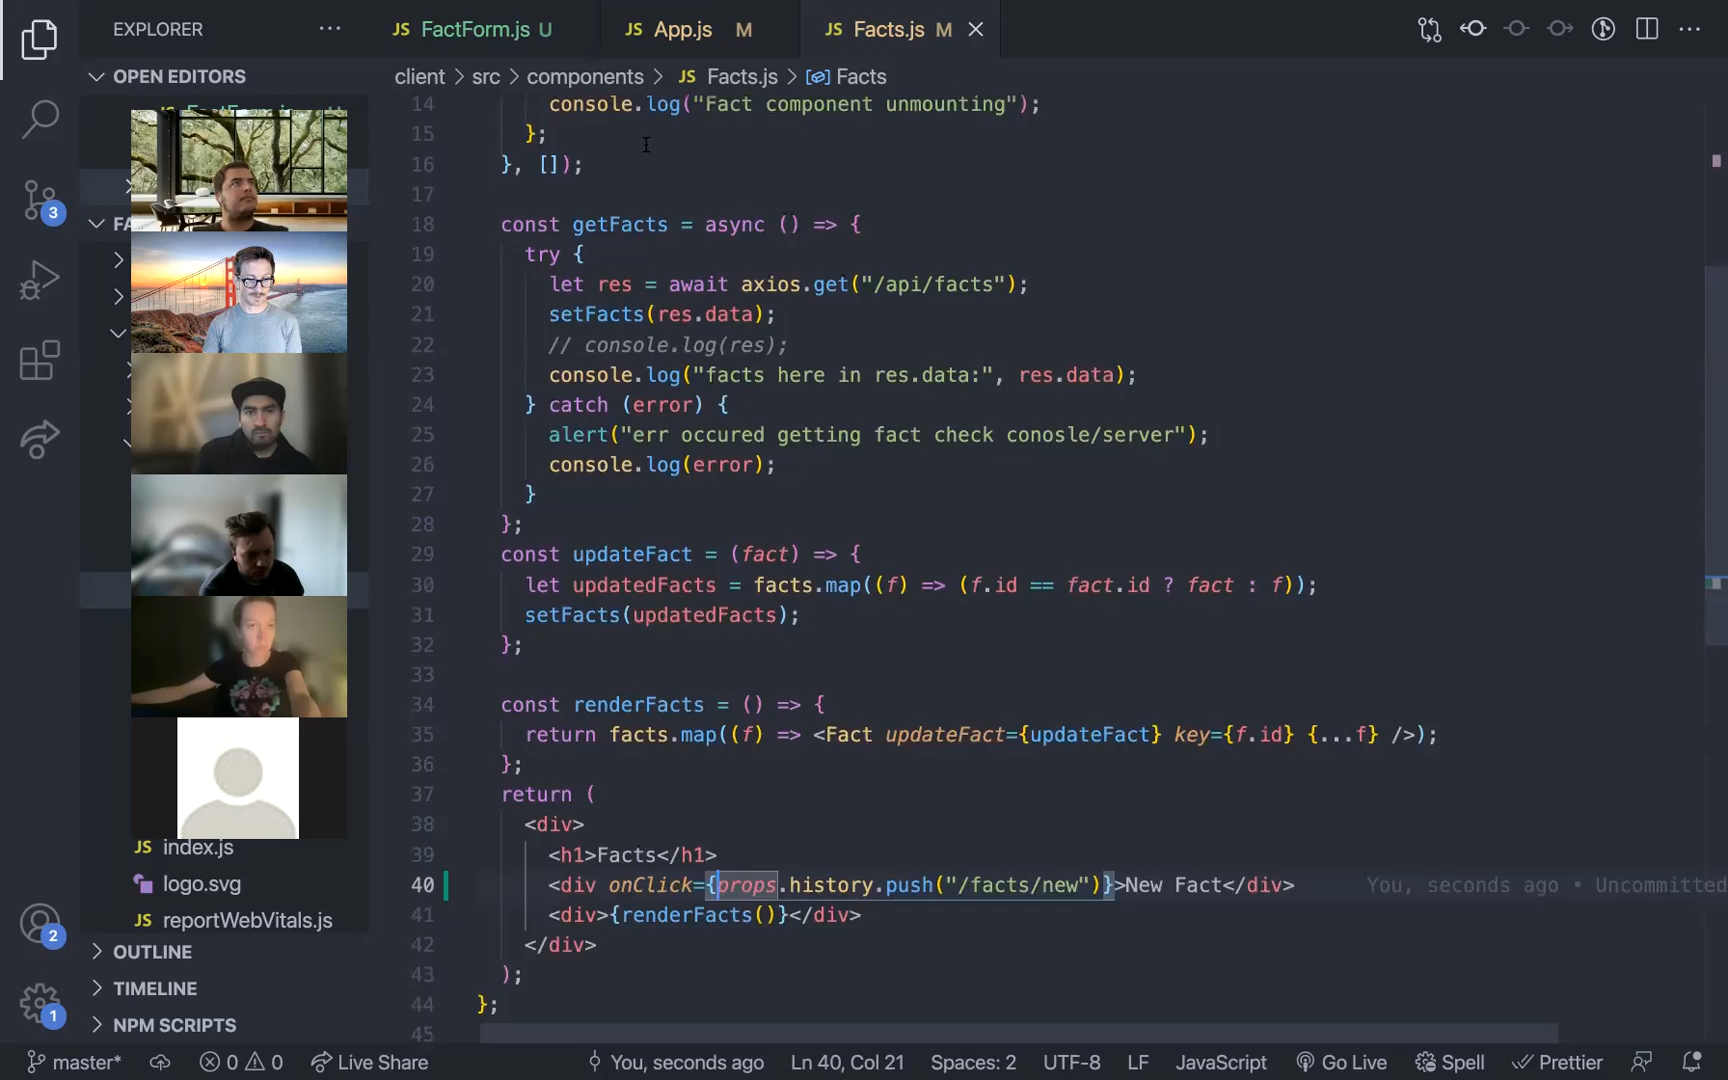 EXPLORER
FactForm.js U
App.js M
Facts.js M
OPEN EDITORS
client > src > components > JS Facts.js > Facts
14 console.log("Fact component unmounting");
15 };
16 }, []);
17
18 const getFacts = async () => {
19 try {
20 let res = await axios.get("/api/facts");
21 setFacts(res.data);
22 // console.log(res);
23 console.log("facts here in res.data:", res.data);
24 } catch (error) {
25 alert("err occured getting fact check conosle/server");
26 console.log(error);
27 }
28 };
29 const updateFact = (fact) => {
30 let updatedFacts = facts.map((f) => (f.id == fact.id ? fact : f));
31 setFacts(updatedFacts);
32 };
33
34 const renderFacts = () => {
35 return facts.map((f) => <Fact updateFact={updateFact} key={f.id} {...f} />);
36 };
37 return (
38 <div>
39 <h1>Facts</h1>
40 <div onClick={props.history.push("/facts/new")}>New Fact</div> You, seconds ago • Uncommitted
41 <div>{renderFacts()}</div>
42 </div>
43 );
44 };
45
3
FA
JS index.js
logo.svg
JS reportWebVitals.js
2
OUTLINE
TIMELINE
1
NPM SCRIPTS
master* 0 0 Live Share You, seconds ago Ln 40, Col 21 Spaces: 2 UTF-8 LF JavaScript Go Live Spell Prettier